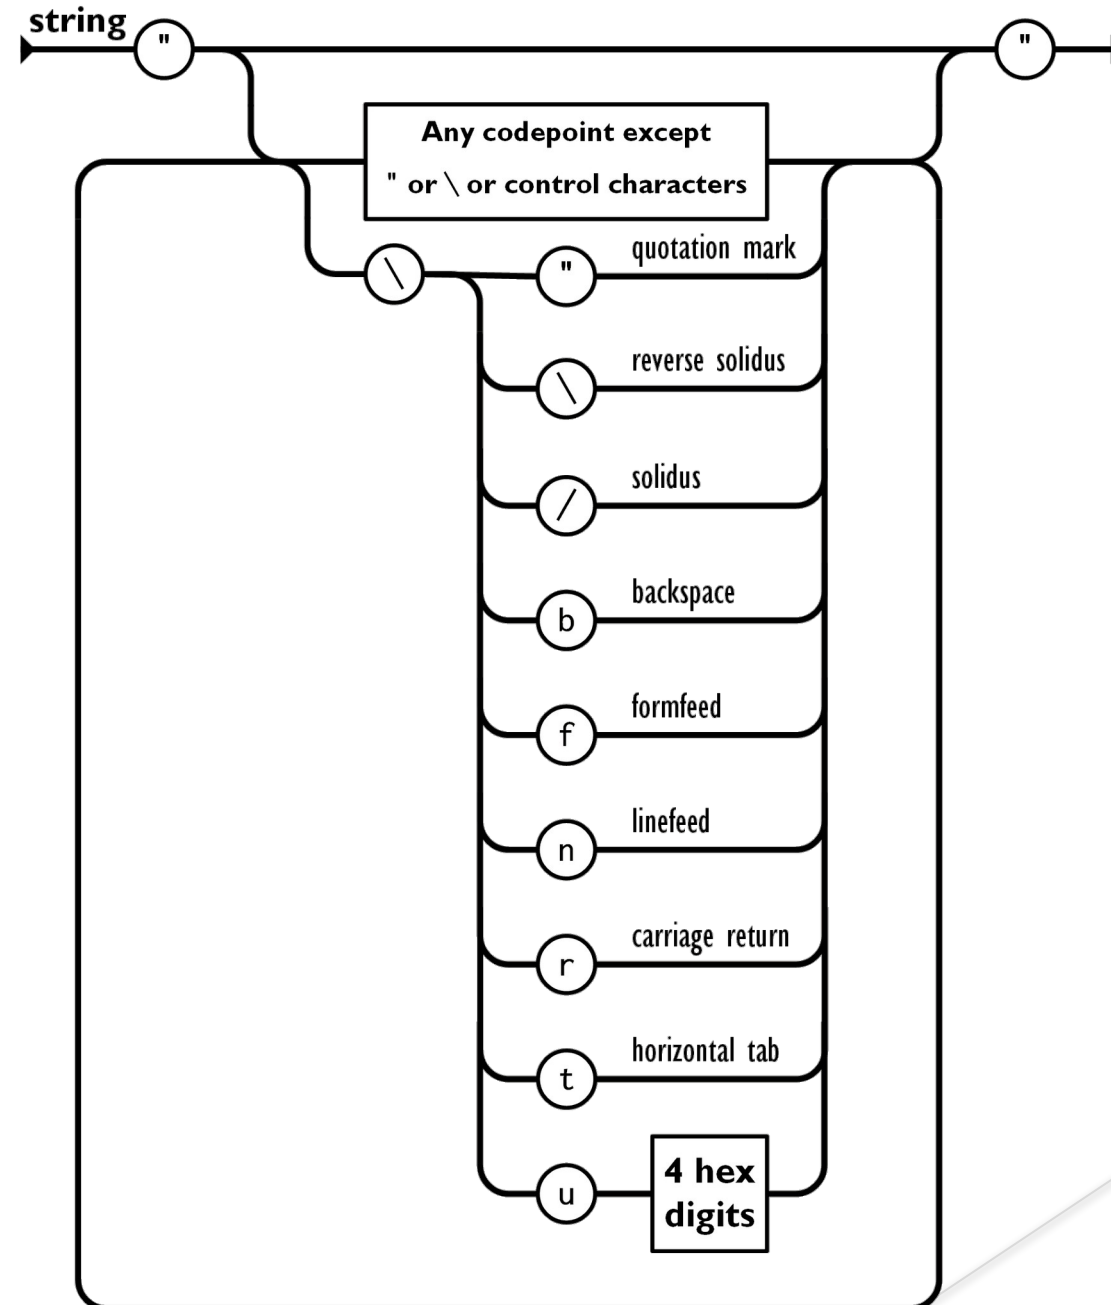 string
"
"
Any codepoint except
" or \ or control characters
\
"
quotation mark
\
reverse solidus
/
solidus
b
backspace
f
formfeed
n
linefeed
r
carriage return
t
horizontal tab
u
4 hex
digits